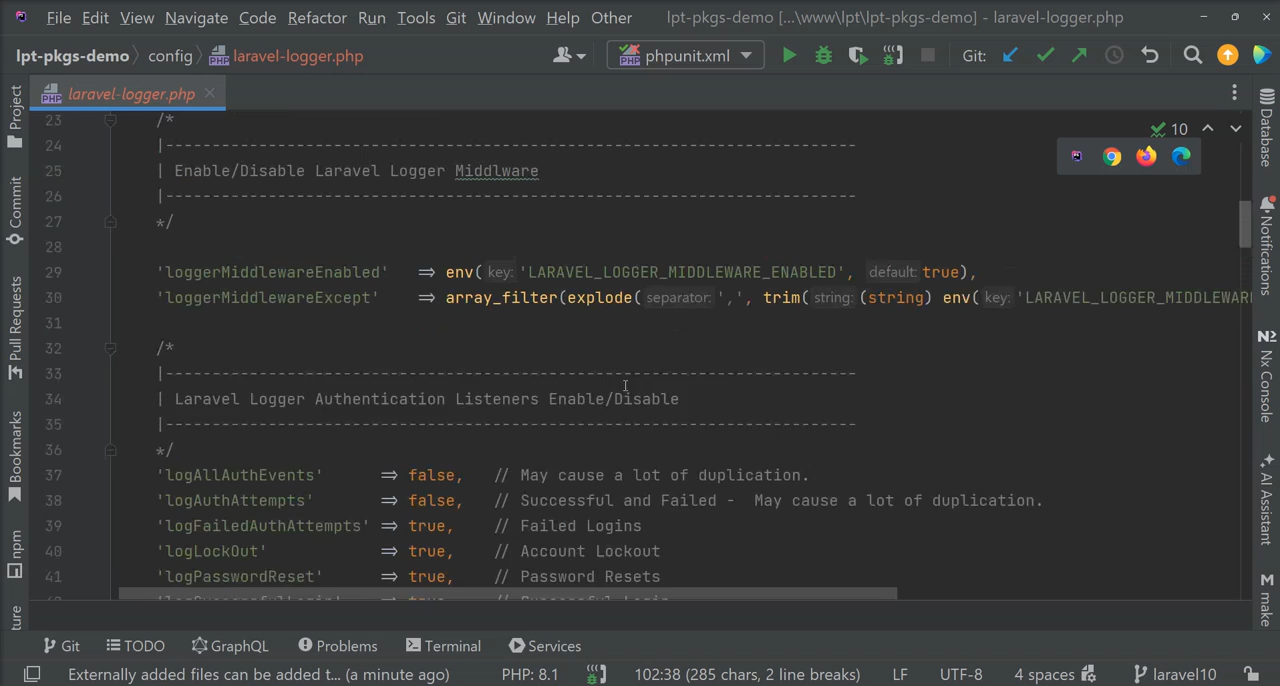 File Edit View Navigate Code Refactor Run Tools Git Window Help Other lpt-pkgs-demo [...\www\lpt\lpt-pkgs-demo] - laravel-logger.php
lpt-pkgs-demo config laravel-logger.php phpunit.xml Git:
laravel-logger.php
23 /*
24 |--------------------------------------------------------------------------
25 | Enable/Disable Laravel Logger Middlware
26 |--------------------------------------------------------------------------
27 */
28
29 'loggerMiddlewareEnabled' => env( key: 'LARAVEL_LOGGER_MIDDLEWARE_ENABLED', default: true),
30 'loggerMiddlewareExcept' => array_filter(explode( separator: ',', trim( string: (string) env( key: 'LARAVEL_LOGGER_MIDDLEWAR
31
32 /*
33 |--------------------------------------------------------------------------
34 | Laravel Logger Authentication Listeners Enable/Disable
35 |--------------------------------------------------------------------------
36 */
37 'logAllAuthEvents' => false, // May cause a lot of duplication.
38 'logAuthAttempts' => false, // Successful and Failed -  May cause a lot of duplication.
39 'logFailedAuthAttempts' => true, // Failed Logins
40 'logLockOut' => true, // Account Lockout
41 'logPasswordReset' => true, // Password Resets
10
Project
Commit
Pull Requests
Bookmarks
npm
ture
Database
Notifications
Nx Console
AI Assistant
M make
Git TODO GraphQL Problems Terminal Services
Externally added files can be added t... (a minute ago) PHP: 8.1 102:38 (285 chars, 2 line breaks) LF UTF-8 4 spaces laravel10